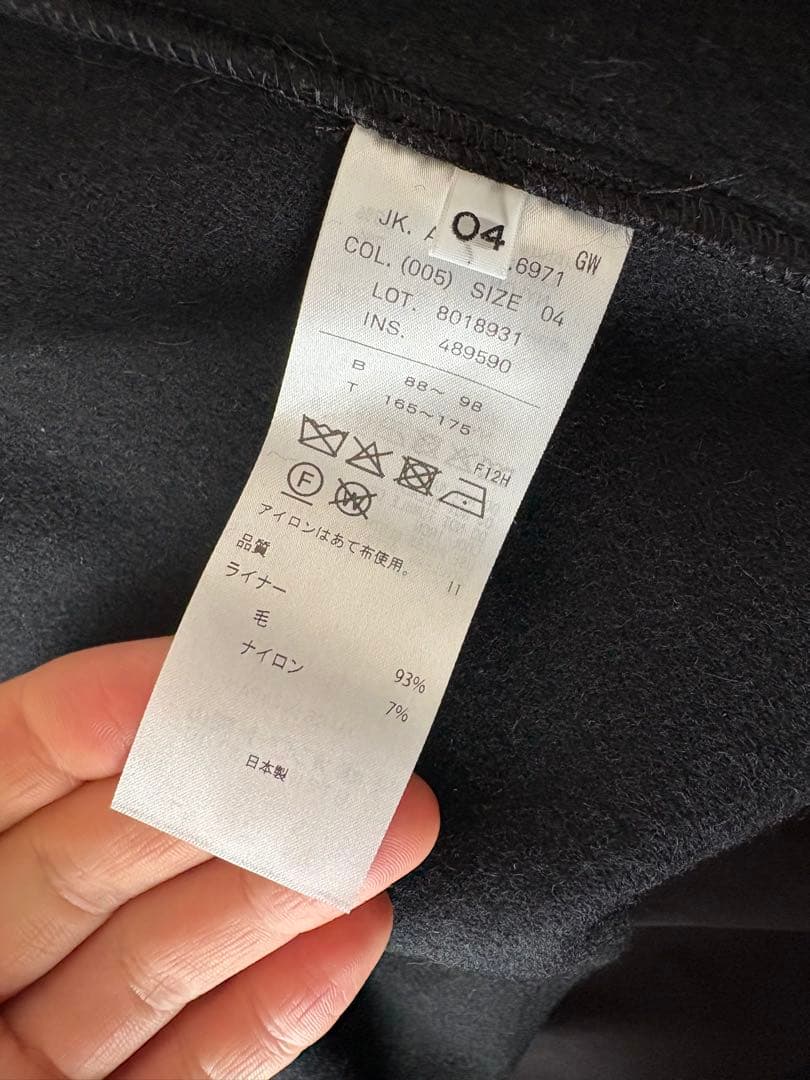 04
JK. .6971 GW
COL. (005) SIZE 04
LOT. 8018931
INS. 489590
B 88～ 98
T 165～175
F12H
F W
アイロンはあて布使用。 11
品質
ライナー
毛 93%
ナイロン 7%
日本製